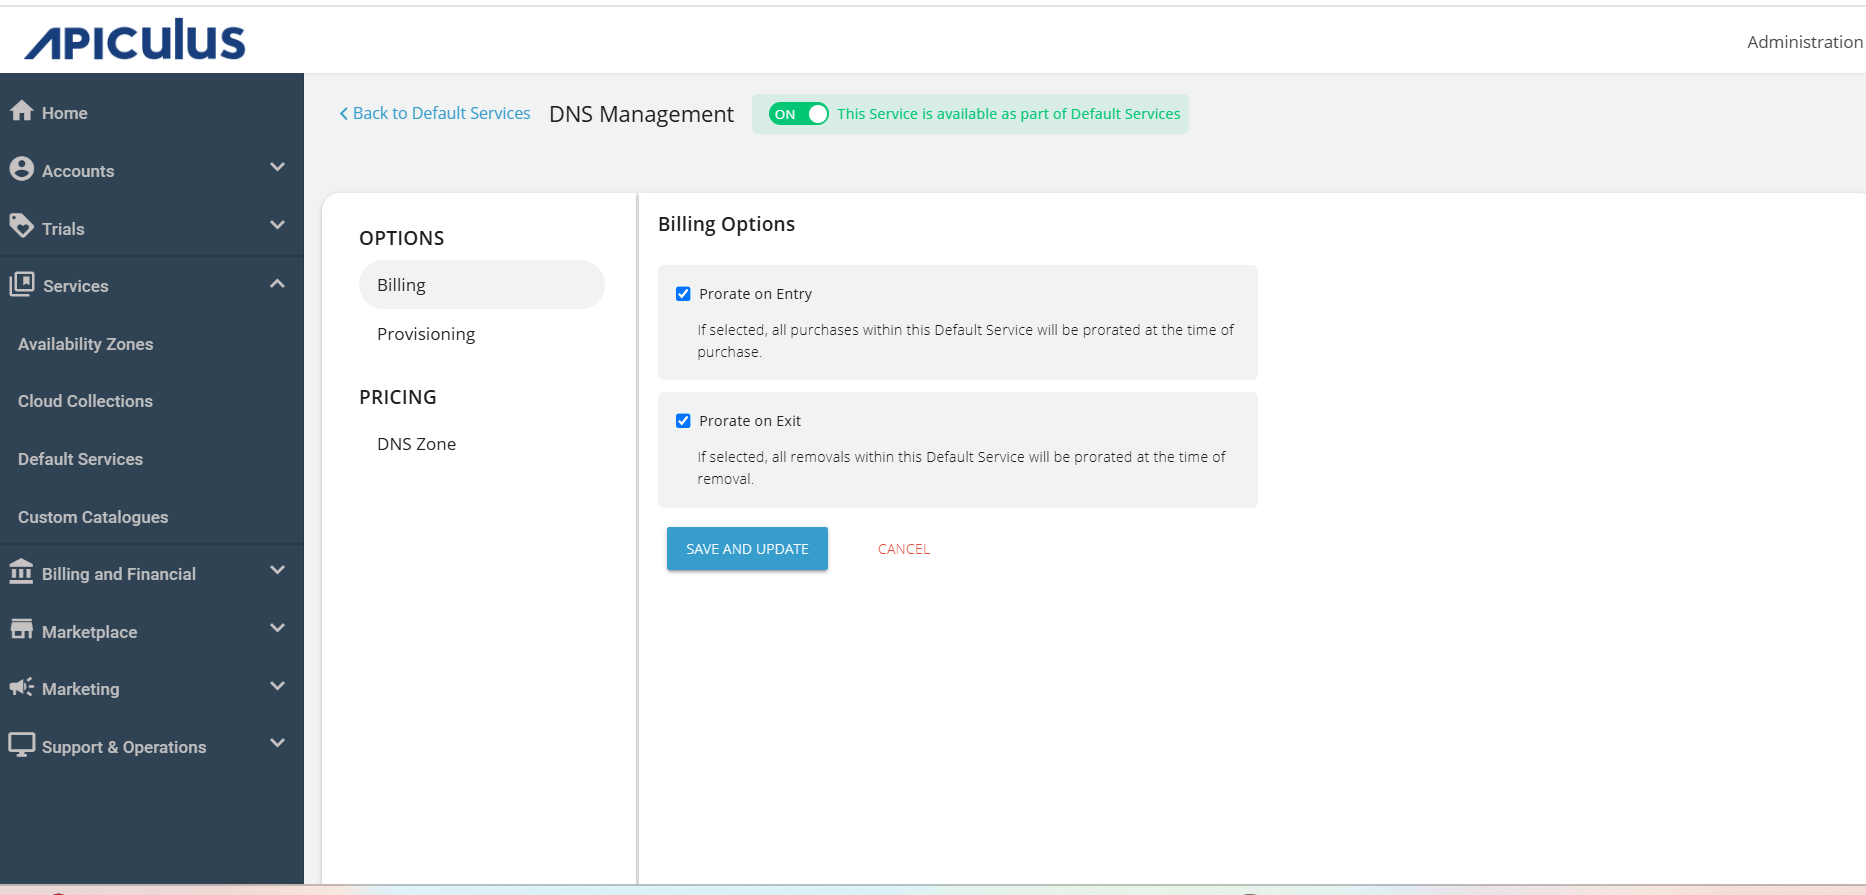 APICULUS
Administration
Home
Accounts
Trials
Services
Availability Zones
Cloud Collections
Default Services
Custom Catalogues
Billing and Financial
Marketplace
Marketing
Support & Operations
Back to Default Services
DNS Management
ON
This Service is available as part of Default Services
OPTIONS
Billing
Provisioning
PRICING
DNS Zone
Billing Options
Prorate on Entry
If selected, all purchases within this Default Service will be prorated at the time of
purchase.
Prorate on Exit
If selected, all removals within this Default Service will be prorated at the time of
removal.
SAVE AND UPDATE
CANCEL